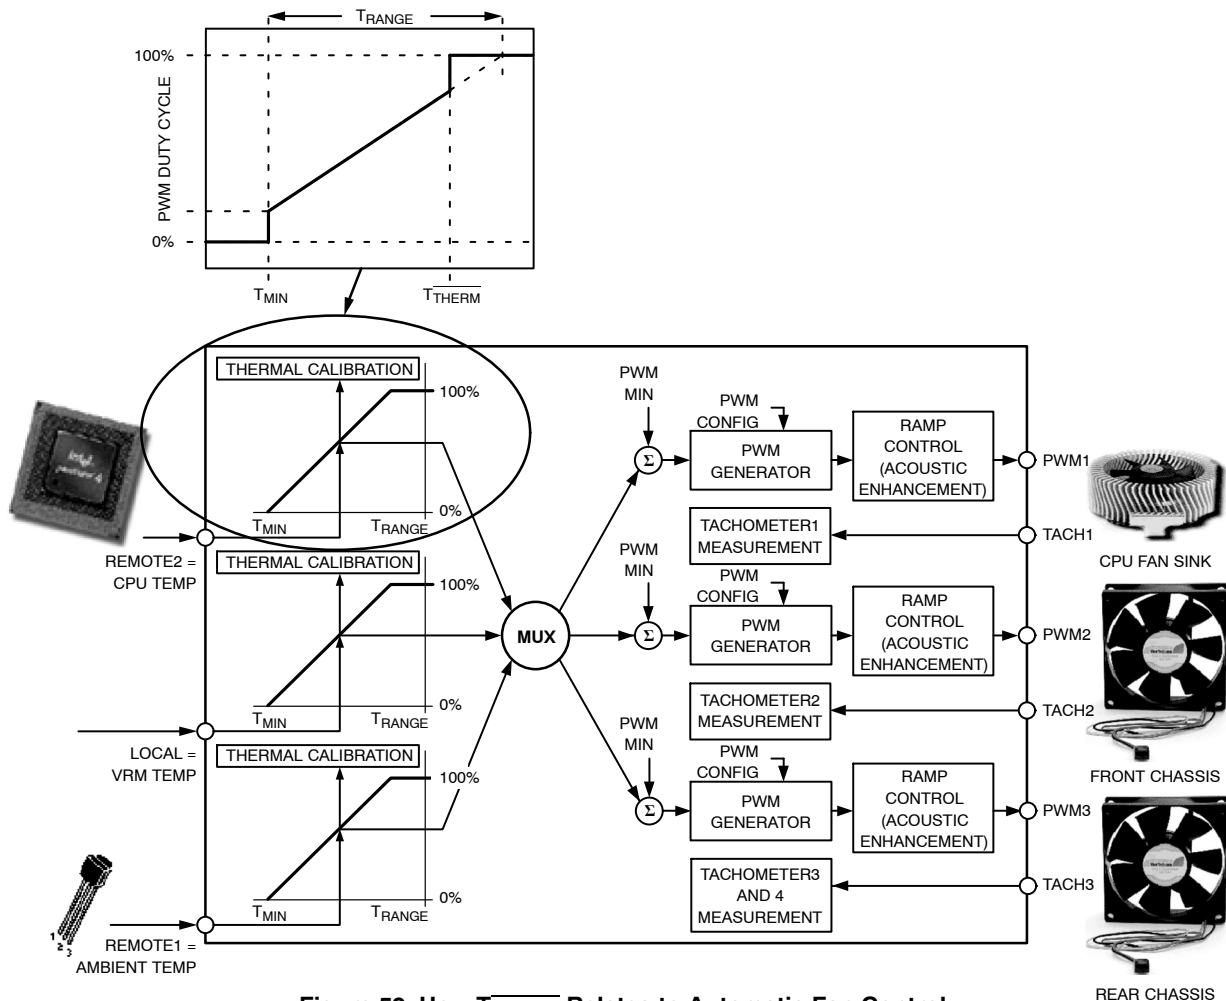 TRANGE
100%
PWM DUTY CYCLE
0%
TMIN
TTHERM
THERMAL CALIBRATION
100%
0%
TMIN
TRANGE
REMOTE2 =
CPU TEMP
THERMAL CALIBRATION
100%
0%
TMIN
TRANGE
LOCAL =
VRM TEMP
THERMAL CALIBRATION
100%
0%
TMIN
TRANGE
1
2
3
REMOTE1 =
AMBIENT TEMP
MUX
PWM
MIN
Σ
PWM
CONFIG
PWM
GENERATOR
RAMP
CONTROL
(ACOUSTIC
ENHANCEMENT)
PWM1
TACHOMETER1
MEASUREMENT
TACH1
CPU FAN SINK
PWM
MIN
Σ
PWM
CONFIG
PWM
GENERATOR
RAMP
CONTROL
(ACOUSTIC
ENHANCEMENT)
PWM2
TACHOMETER2
MEASUREMENT
TACH2
FRONT CHASSIS
PWM
MIN
Σ
PWM
CONFIG
PWM
GENERATOR
RAMP
CONTROL
(ACOUSTIC
ENHANCEMENT)
PWM3
TACHOMETER3
AND 4
MEASUREMENT
TACH3
REAR CHASSIS